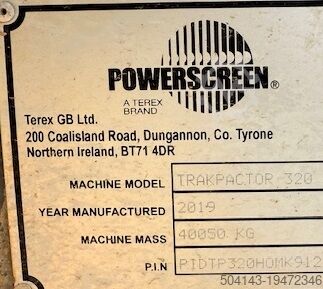 POWERSCREEN®
A TEREX
BRAND
Terex GB Ltd.
200 Coalisland Road, Dungannon, Co. Tyrone
Northern Ireland, BT71 4DR
MACHINE MODEL TRAKPACTOR-320
YEAR MANUFACTURED 2019
MACHINE MASS 40050 KG
P.I.N PIDTP320HOMK912
504143-19472346